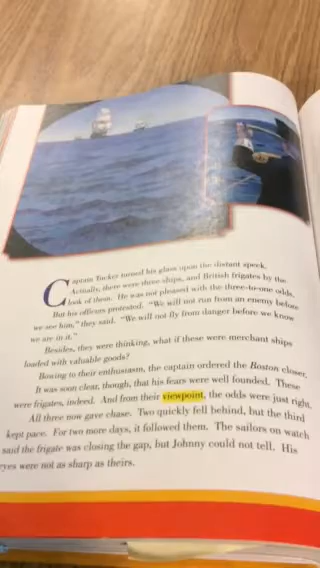 Captain Tucker turned his glass upon the distant speck.
Actually, there were three ships, and British frigates by the
look of them. He was not pleased with the three-to-one odds.
But his officers protested. "We will not run from an enemy before
we see him," they said. "We will not fly from danger before we know
we are in it."
Besides, they were thinking, what if these were merchant ships
loaded with valuable goods?
Bowing to their enthusiasm, the captain ordered the Boston closer.
It was soon clear, though, that his fears were well founded. These
were frigates, indeed. And from their viewpoint, the odds were just right.
All three now gave chase. Two quickly fell behind, but the third
kept pace. For two more days, it followed them. The sailors on watch
said the frigate was closing the gap, but Johnny could not tell. His
eyes were not as sharp as theirs.